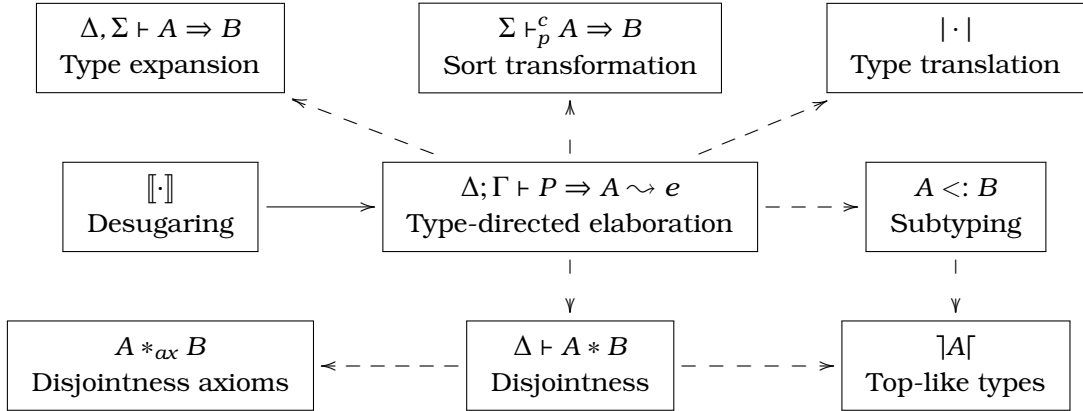 Δ, Σ ⊢ A ⇒ B
Type expansion
Σ ⊢ᶜₚ A ⇒ B
Sort transformation
| · |
Type translation
⟦·⟧
Desugaring
Δ; Γ ⊢ P ⇒ A ⇝ e
Type-directed elaboration
A <: B
Subtyping
A ∗ₐₓ B
Disjointness axioms
Δ ⊢ A ∗ B
Disjointness
⌉A⌈
Top-like types